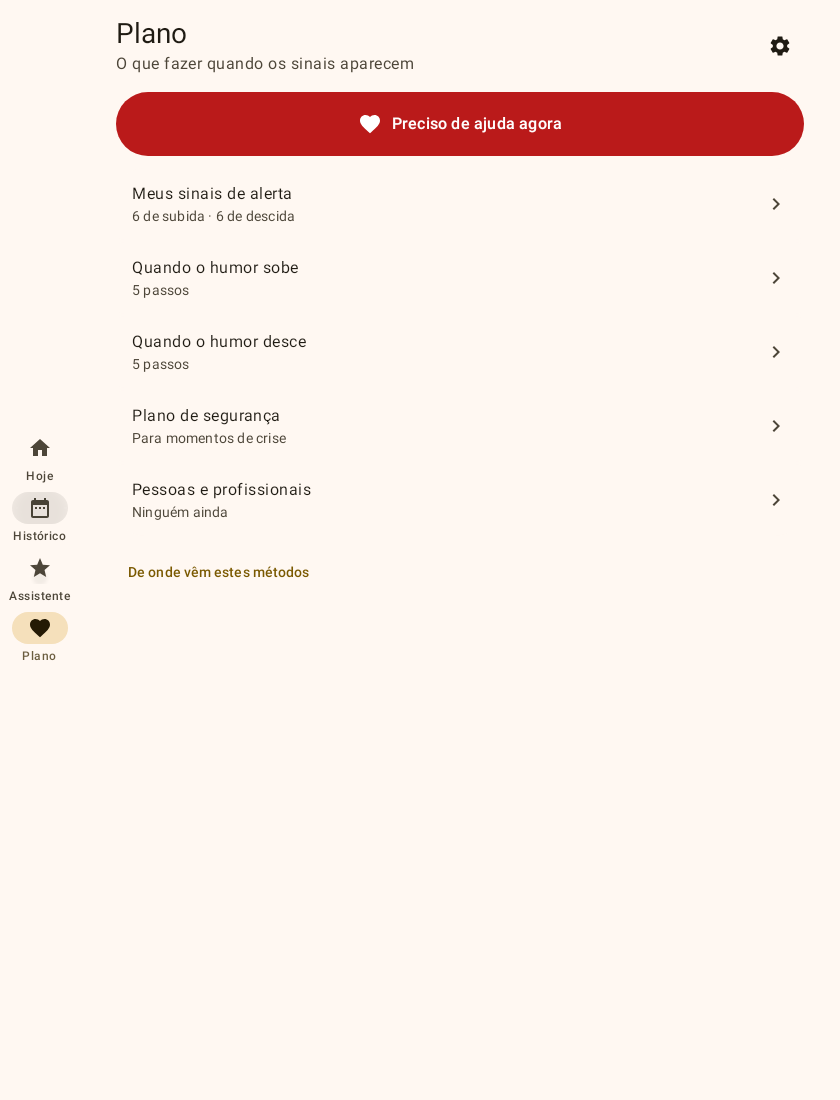 Plano
O que fazer quando os sinais aparecem
Preciso de ajuda agora
Meus sinais de alerta
6 de subida · 6 de descida
Quando o humor sobe
5 passos
Quando o humor desce
5 passos
Plano de segurança
Para momentos de crise
Pessoas e profissionais
Ninguém ainda
De onde vêm estes métodos
Hoje
Histórico
Assistente
Plano